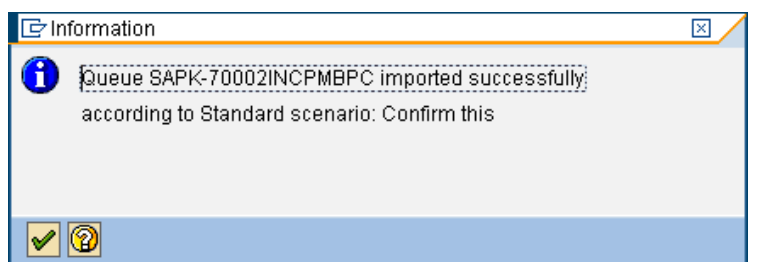 Information
Queue SAPK-70002INCPMBPC imported successfully
according to Standard scenario: Confirm this